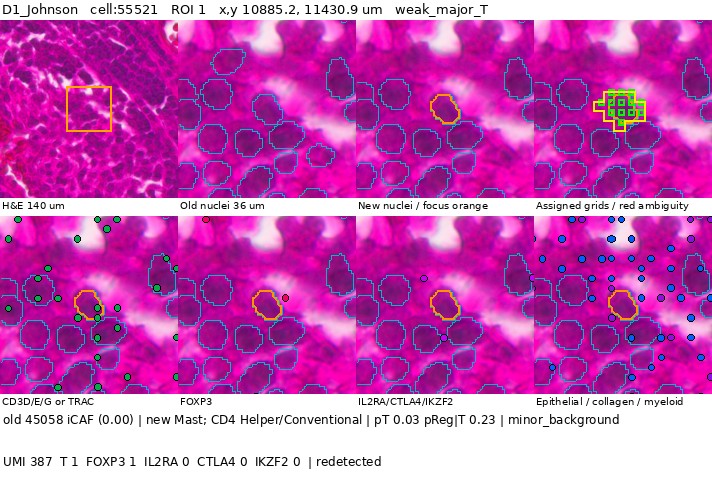 D1_Johnson   cell:55521   ROI 1   x,y 10885.2, 11430.9 um   weak_major_T
H&E 140 um
Old nuclei 36 um
New nuclei / focus orange
Assigned grids / red ambiguity
CD3D/E/G or TRAC
FOXP3
IL2RA/CTLA4/IKZF2
Epithelial / collagen / myeloid
old 45058 iCAF (0.00) | new Mast; CD4 Helper/Conventional | pT 0.03 pReg|T 0.23 | minor_background
UMI 387  T 1  FOXP3 1  IL2RA 0  CTLA4 0  IKZF2 0  | redetected